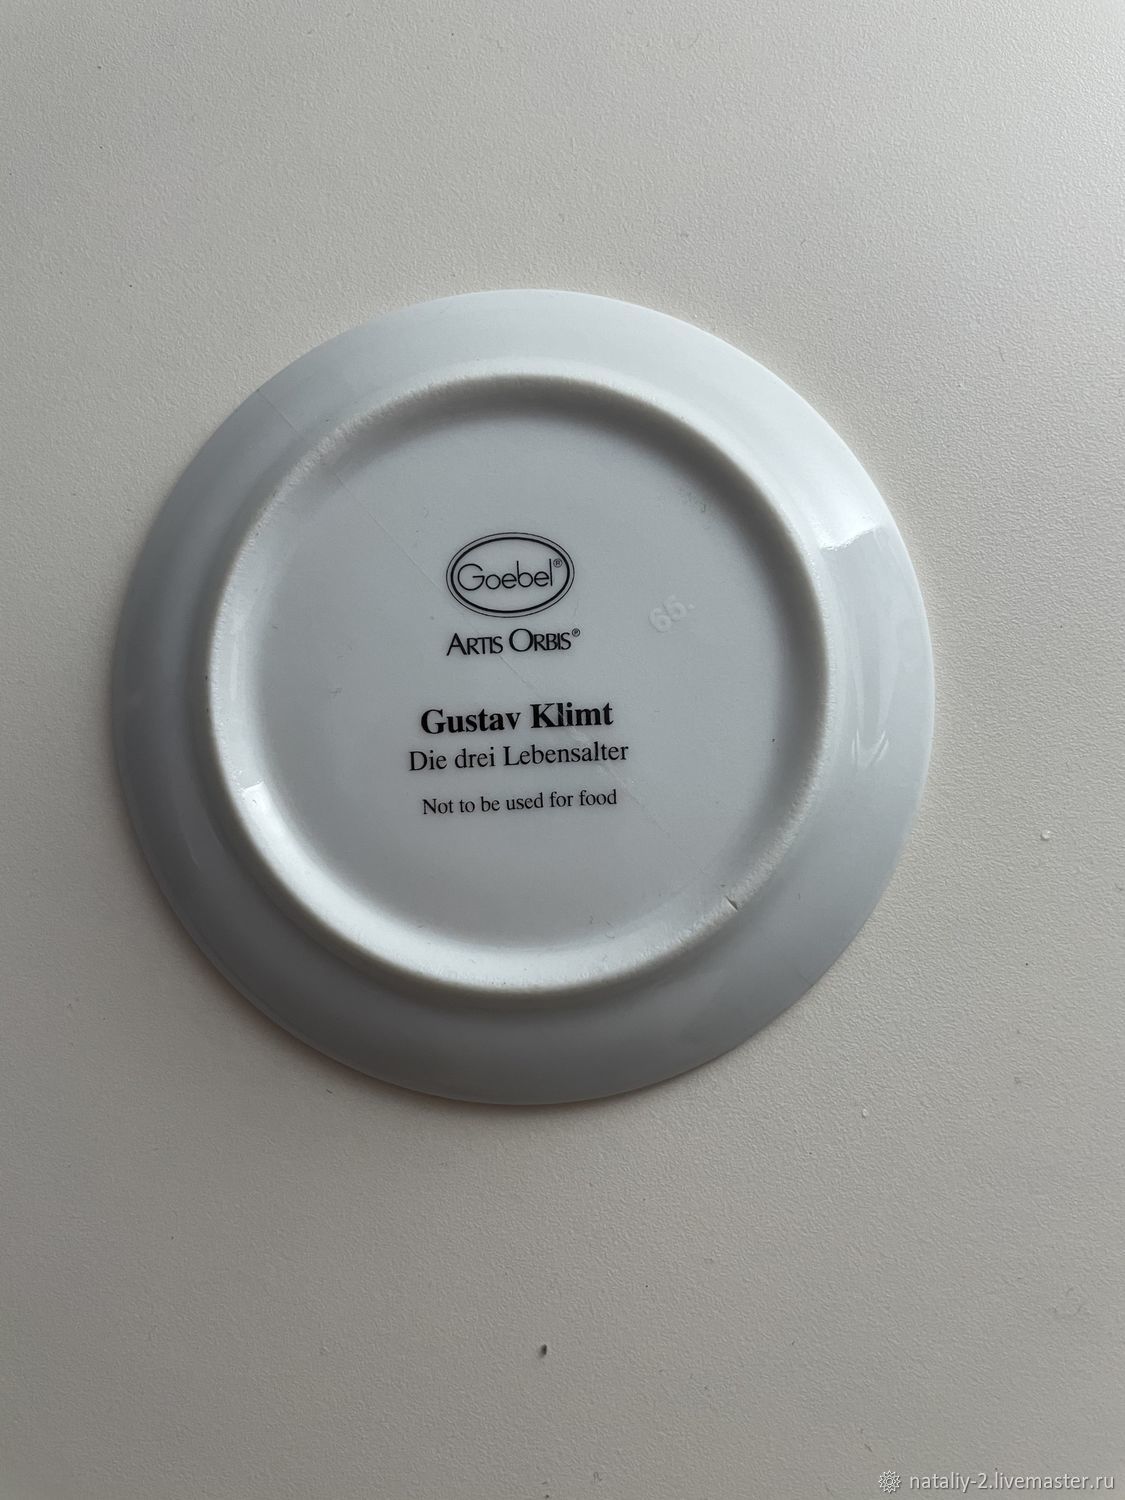 Goebel®
ARTIS ORBIS®
65.
Gustav Klimt
Die drei Lebensalter
Not to be used for food
nataliy-2.livemaster.ru